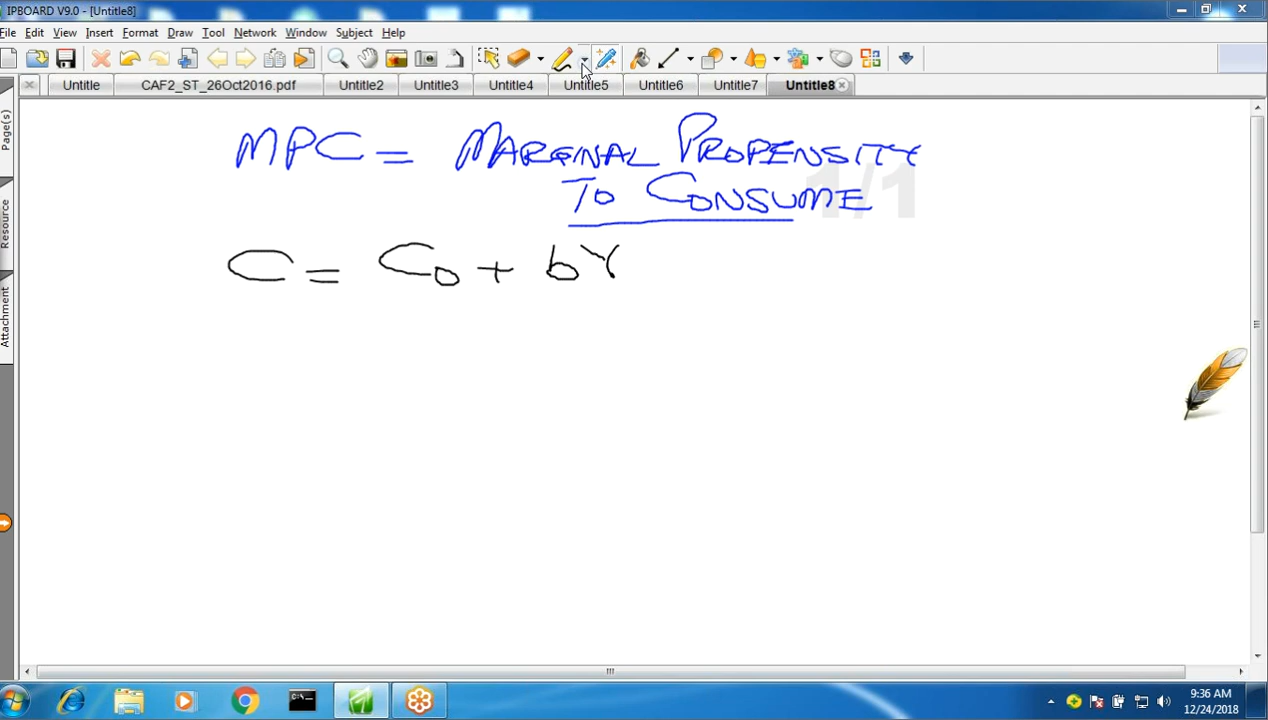 IPBOARD V9.0 - [Untitle8]
File Edit View Insert Format Draw Tool Network Window Subject Help
Untitle CAF2_ST_26Oct2016.pdf Untitle2 Untitle3 Untitle4 Untitle5 Untitle6 Untitle7 Untitle8
Page(s)
Resource
Attachment
MPC = MARGINAL PROPENSITY
TO CONSUME
1/1
C = C0 + bY
9:36 AM
12/24/2018